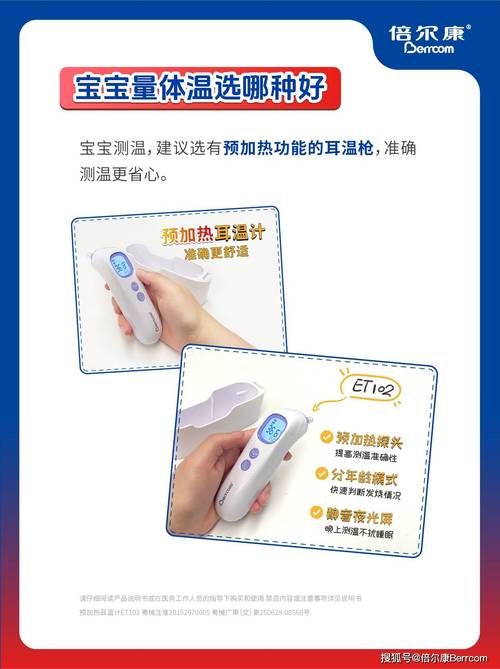 倍尔康
Berrcom
宝宝量体温选哪种好
宝宝测温，建议选有预加热功能的耳温枪，准确
测温更省心。
预加热耳温计
准确更舒适
ET102
预加热探头
提高测温准确性
分年龄模式
快速判断发烧情况
静音夜光屏
晚上测温不扰睡眠
Berrcom
请仔细阅读产品说明书或在医务工作人员的指导下购买和使用 禁忌内容或注意事项详见说明书
预加热耳温计ET102 粤械注准20152070005 粤械广审（文）第250628-08560号
搜狐号@倍尔康Berrcom